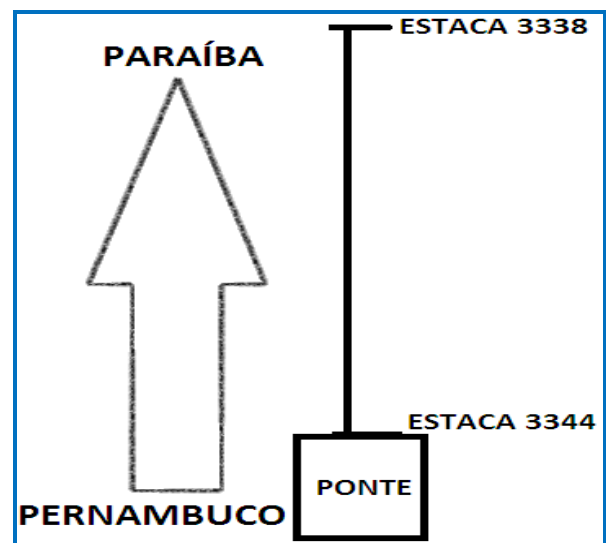 ESTACA 3338
PARAÍBA
ESTACA 3344
PONTE
PERNAMBUCO